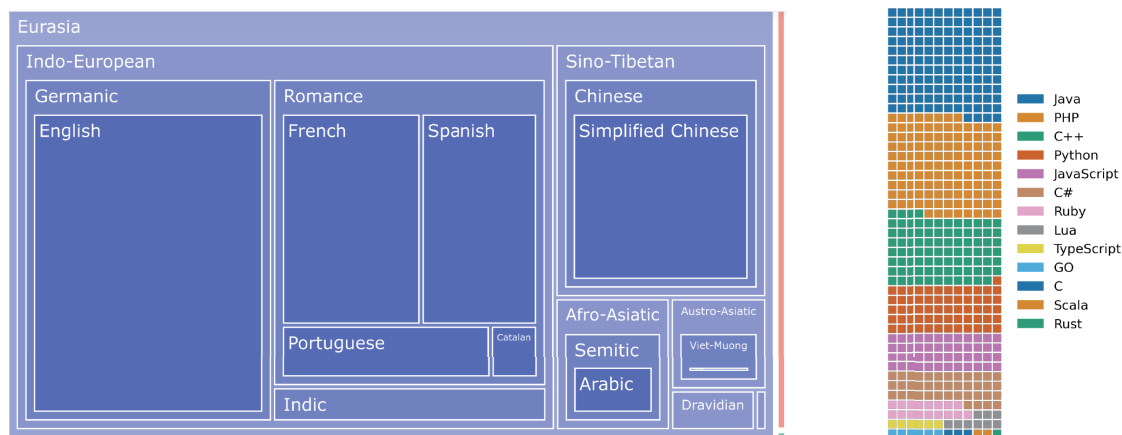 Eurasia
Indo-European
Germanic
English
Romance
French
Spanish
Portuguese
Catalan
Indic
Sino-Tibetan
Chinese
Simplified Chinese
Afro-Asiatic
Semitic
Arabic
Austro-Asiatic
Viet-Muong
Dravidian
Java
PHP
C++
Python
JavaScript
C#
Ruby
Lua
TypeScript
GO
C
Scala
Rust